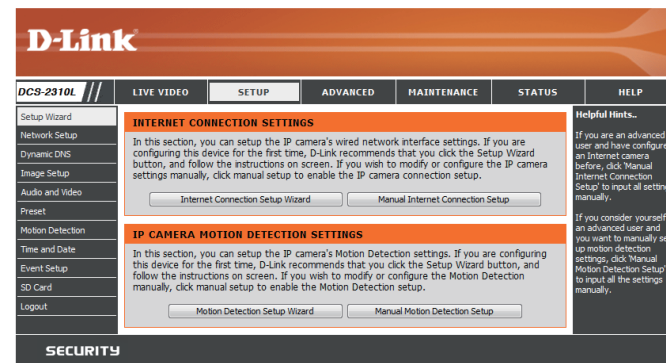 D-Link
DCS-2310L
LIVE VIDEO
SETUP
ADVANCED
MAINTENANCE
STATUS
HELP
Setup Wizard
Network Setup
Dynamic DNS
Image Setup
Audio and Video
Preset
Motion Detection
Time and Date
Event Setup
SD Card
Logout
INTERNET CONNECTION SETTINGS
In this section, you can setup the IP camera's wired network interface settings. If you are
configuring this device for the first time, D-Link recommends that you click the Setup Wizard
button, and follow the instructions on screen. If you wish to modify or configure the IP camera
settings manually, click manual setup to enable the IP camera connection setup.
Internet Connection Setup Wizard
Manual Internet Connection Setup
IP CAMERA MOTION DETECTION SETTINGS
In this section, you can setup the IP camera's Motion Detection settings. If you are configuring
this device for the first time, D-Link recommends that you click the Setup Wizard button, and
follow the instructions on screen. If you wish to modify or configure the Motion Detection
manually, click manual setup to enable the Motion Detection setup.
Motion Detection Setup Wizard
Manual Motion Detection Setup
Helpful Hints..
If you are an advanced
user and have configure
an Internet camera
before, click 'Manual
Internet Connection
Setup' to input all setting
manually.
If you consider yourself
an advanced user and
you want to manually se
up motion detection
settings, click 'Manual
Motion Detection Setup'
to input all the settings
manually.
SECURITY